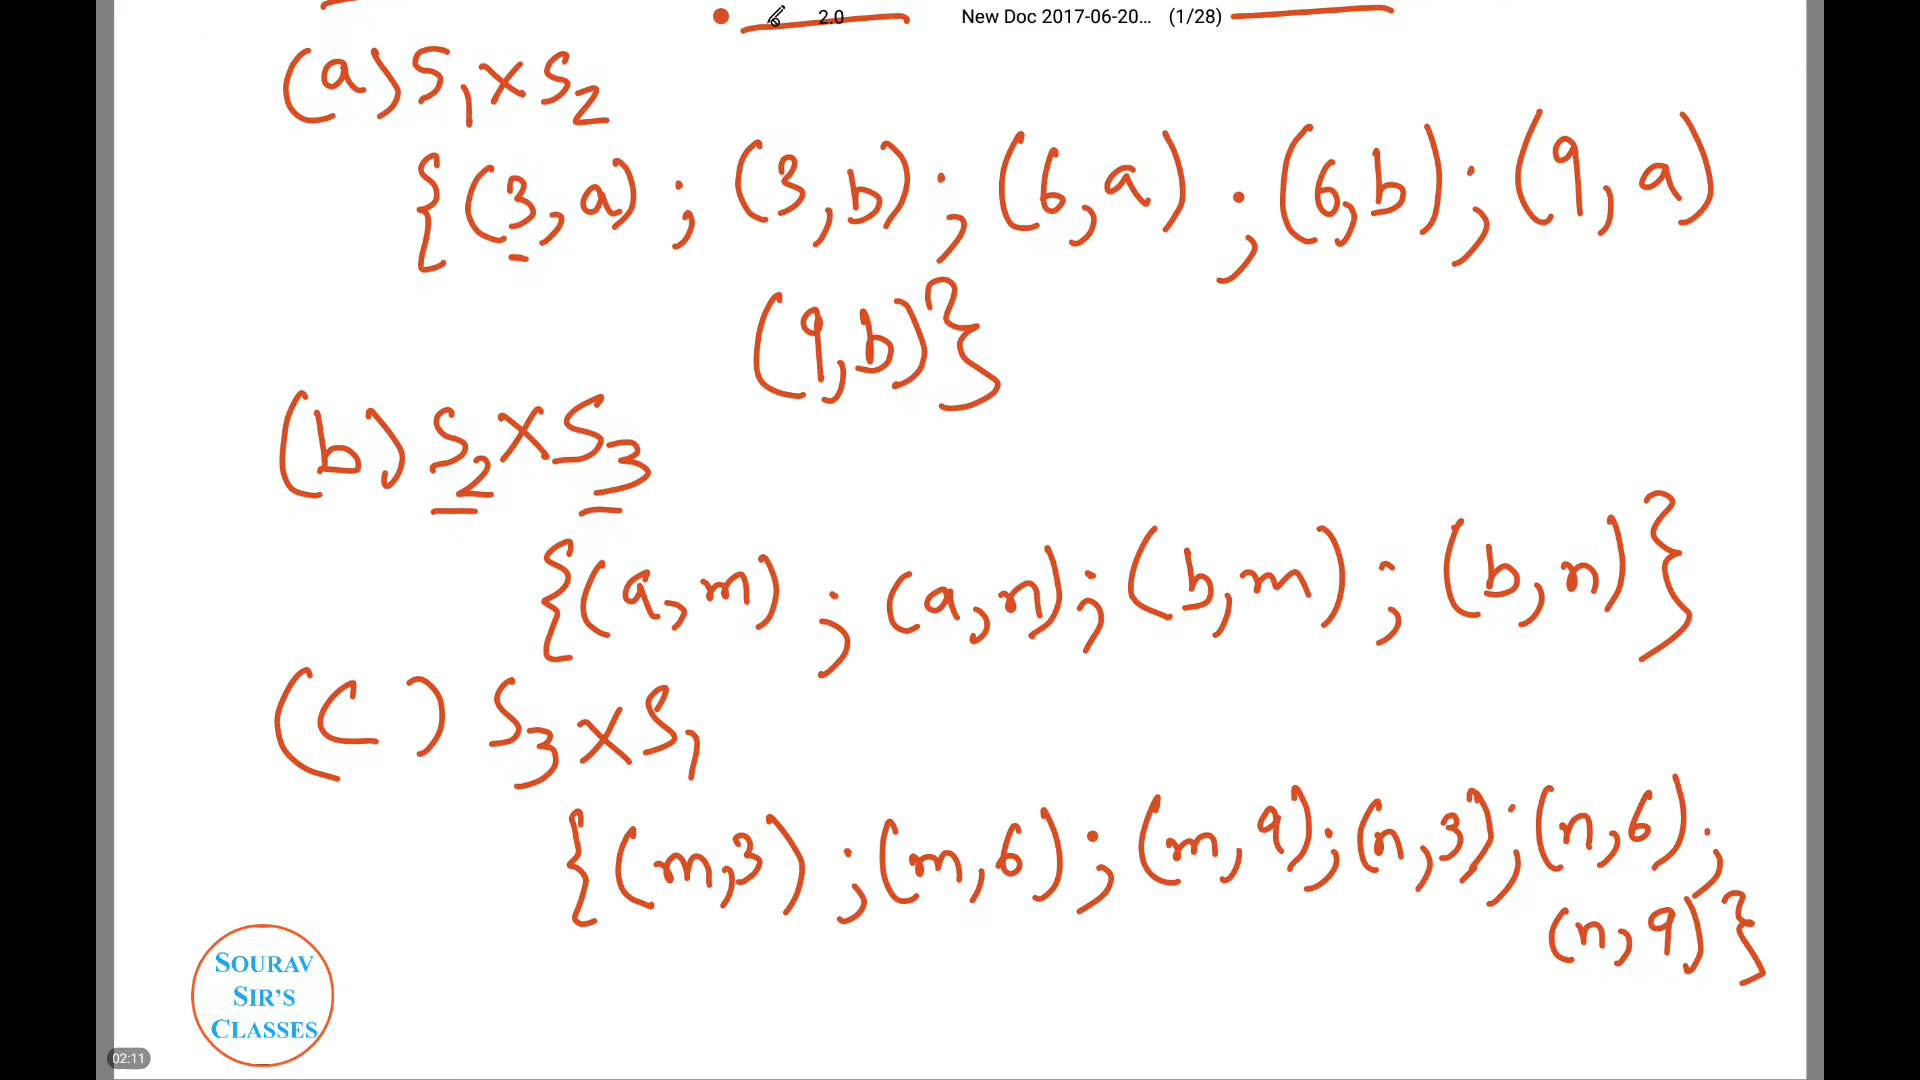 2.0 New Doc 2017-06-20... (1/28)
(a) S₁×S₂
{(3,a) ; (3,b) ; (6,a) ; (6,b) ; (9,a)
(9,b)}
(b) S₂×S₃
{(a,m) ; (a,n) ; (b,m) ; (b,n)}
(C) S₃×S₁
{(m,3) ; (m,6) ; (m,9) ; (n,3) ; (n,6) ;
(n,9)}
SOURAV
SIR'S
CLASSES
02:11